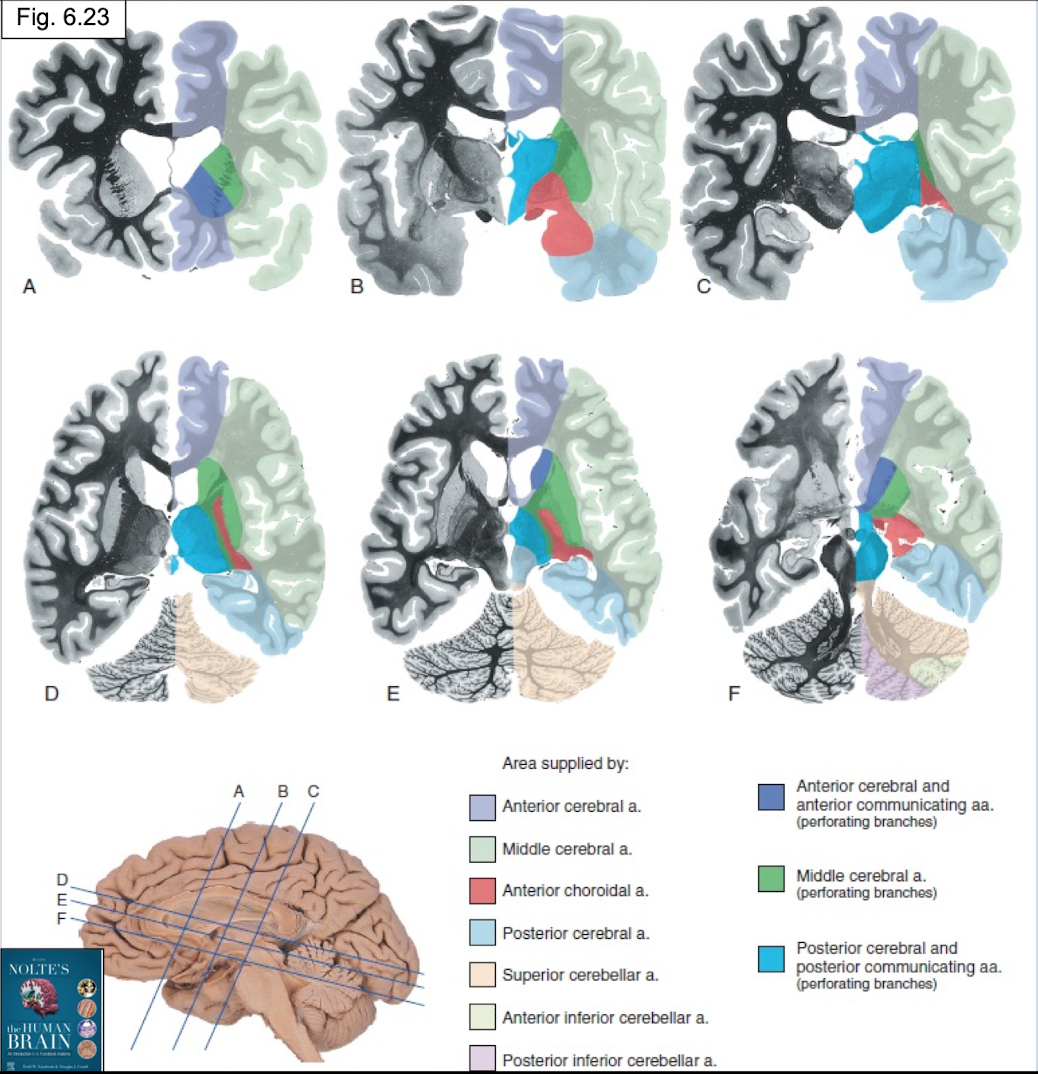 Fig. 6.23
A
B
C
D
E
F
A B C
D
E
F
Area supplied by:
Anterior cerebral a.
Middle cerebral a.
Anterior choroidal a.
Posterior cerebral a.
Superior cerebellar a.
Anterior inferior cerebellar a.
Posterior inferior cerebellar a.
Anterior cerebral and
anterior communicating aa.
(perforating branches)
Middle cerebral a.
(perforating branches)
Posterior cerebral and
posterior communicating aa.
(perforating branches)
NOLTE'S
the HUMAN
BRAIN